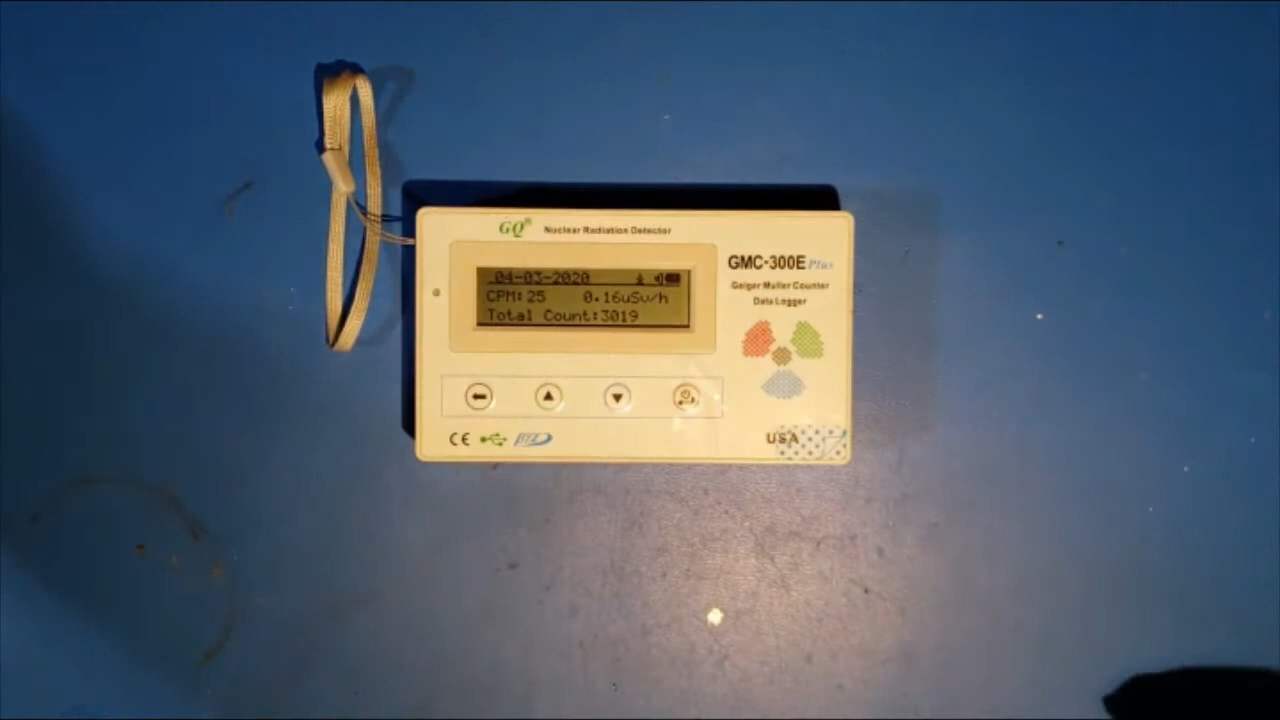 GQ Nuclear Radiation Detector
04-03-2020
CPM:25 0.16uSv/h
Total Count:3019
GMC-300E Plus
Geiger Muller Counter
Data Logger
CE
USA